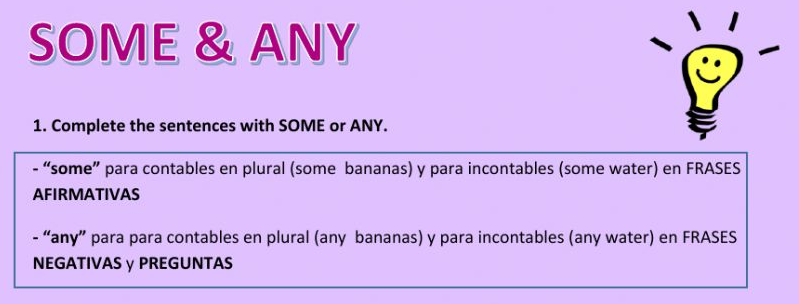 SOME & ANY
1. Complete the sentences with SOME or ANY.
- “some” para contables en plural (some  bananas) y para incontables (some water) en FRASES
AFIRMATIVAS
- “any” para para contables en plural (any  bananas) y para incontables (any water) en FRASES
NEGATIVAS y PREGUNTAS